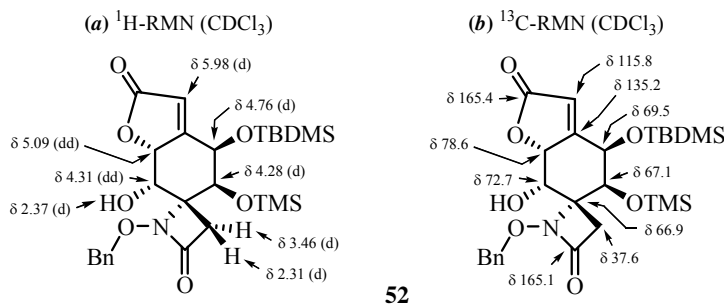 (a) ¹H-RMN (CDCl₃)
(b) ¹³C-RMN (CDCl₃)
O
δ 5.98 (d)
O
δ 4.76 (d)
OTBDMS
δ 5.09 (dd)
δ 4.28 (d)
δ 4.31 (dd)
OTMS
HO
δ 2.37 (d)
N
H
O
δ 3.46 (d)
H
Bn
O
δ 2.31 (d)
O
δ 115.8
δ 135.2
δ 165.4
δ 69.5
O
OTBDMS
δ 78.6
δ 67.1
δ 72.7
OTMS
HO
N
δ 66.9
O
δ 37.6
Bn
O
δ 165.1
52